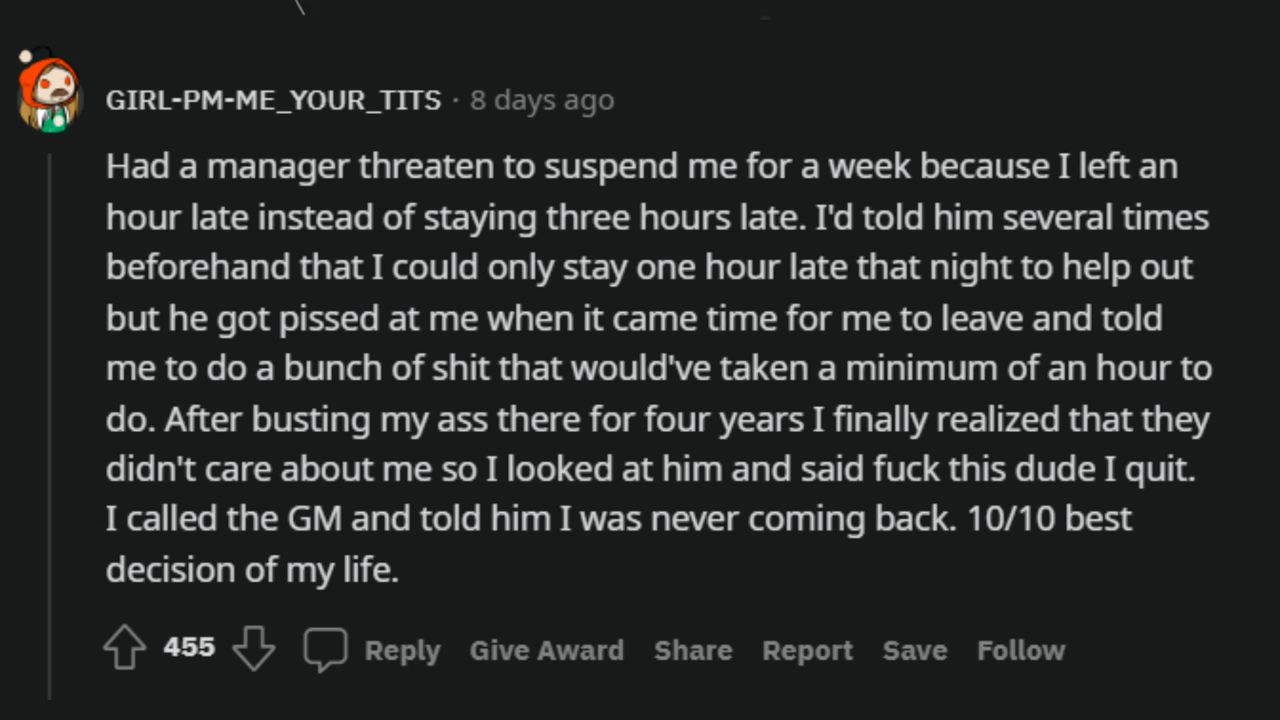 GIRL-PM-ME_YOUR_TITS · 8 days ago
Had a manager threaten to suspend me for a week because I left an
hour late instead of staying three hours late. I'd told him several times
beforehand that I could only stay one hour late that night to help out
but he got pissed at me when it came time for me to leave and told
me to do a bunch of shit that would've taken a minimum of an hour to
do. After busting my ass there for four years I finally realized that they
didn't care about me so I looked at him and said fuck this dude I quit.
I called the GM and told him I was never coming back. 10/10 best
decision of my life.
455 Reply Give Award Share Report Save Follow